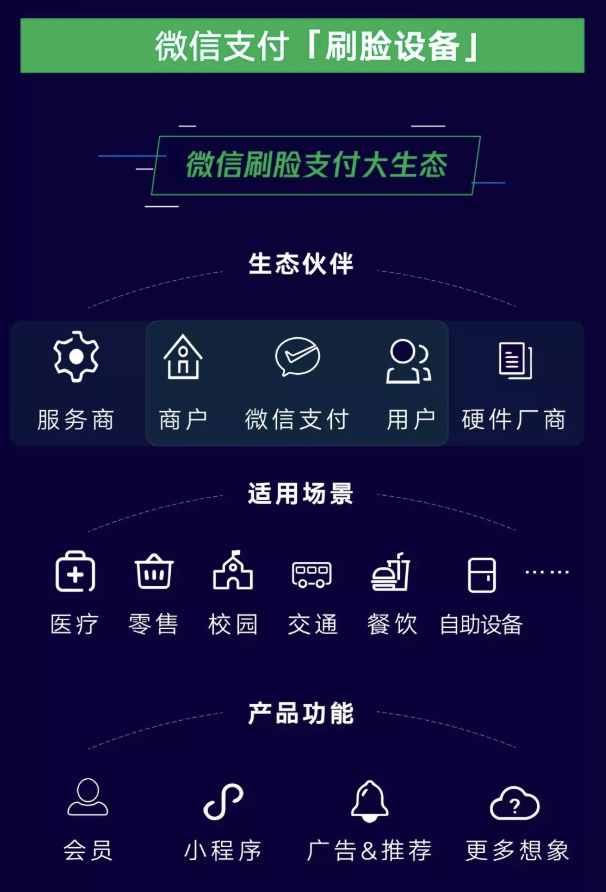 微信支付「刷脸设备」
微信刷脸支付大生态
生态伙伴
服务商 商户 微信支付 用户 硬件厂商
适用场景
医疗 零售 校园 交通 餐饮 自助设备 ……
产品功能
会员 小程序 广告&推荐 更多想象